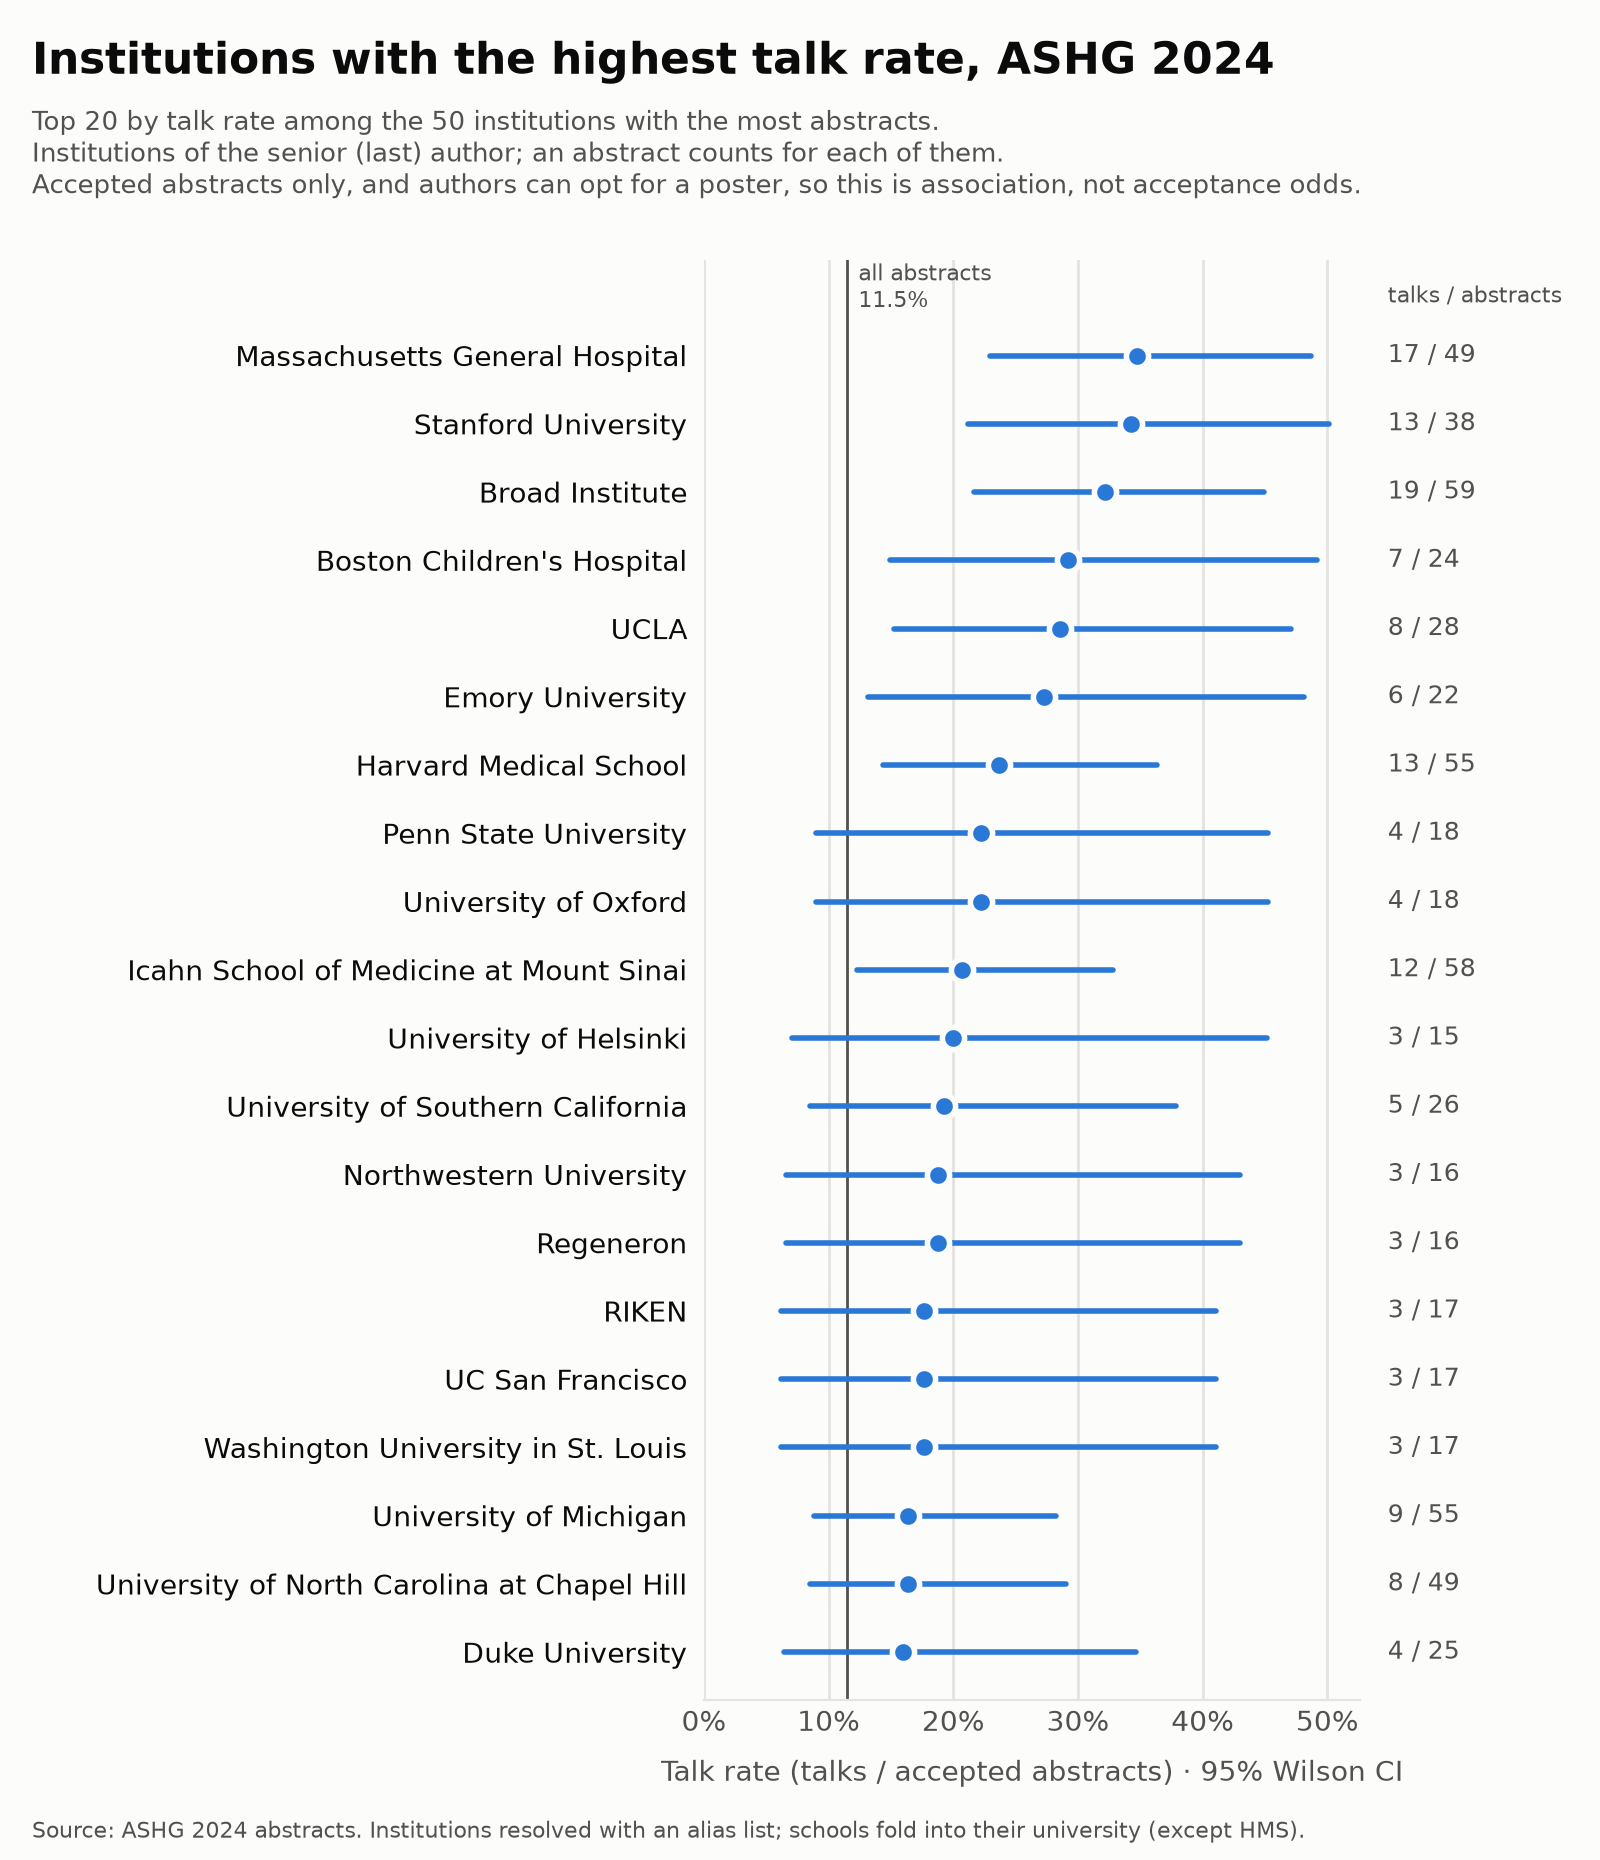 Institutions with the highest talk rate, ASHG 2024
Top 20 by talk rate among the 50 institutions with the most abstracts.
Institutions of the senior (last) author; an abstract counts for each of them.
Accepted abstracts only, and authors can opt for a poster, so this is association, not acceptance odds.
all abstracts
11.5%
talks / abstracts
Massachusetts General Hospital 17 / 49
Stanford University 13 / 38
Broad Institute 19 / 59
Boston Children's Hospital 7 / 24
UCLA 8 / 28
Emory University 6 / 22
Harvard Medical School 13 / 55
Penn State University 4 / 18
University of Oxford 4 / 18
Icahn School of Medicine at Mount Sinai 12 / 58
University of Helsinki 3 / 15
University of Southern California 5 / 26
Northwestern University 3 / 16
Regeneron 3 / 16
RIKEN 3 / 17
UC San Francisco 3 / 17
Washington University in St. Louis 3 / 17
University of Michigan 9 / 55
University of North Carolina at Chapel Hill 8 / 49
Duke University 4 / 25
0% 10% 20% 30% 40% 50%
Talk rate (talks / accepted abstracts) · 95% Wilson CI
Source: ASHG 2024 abstracts. Institutions resolved with an alias list; schools fold into their university (except HMS).